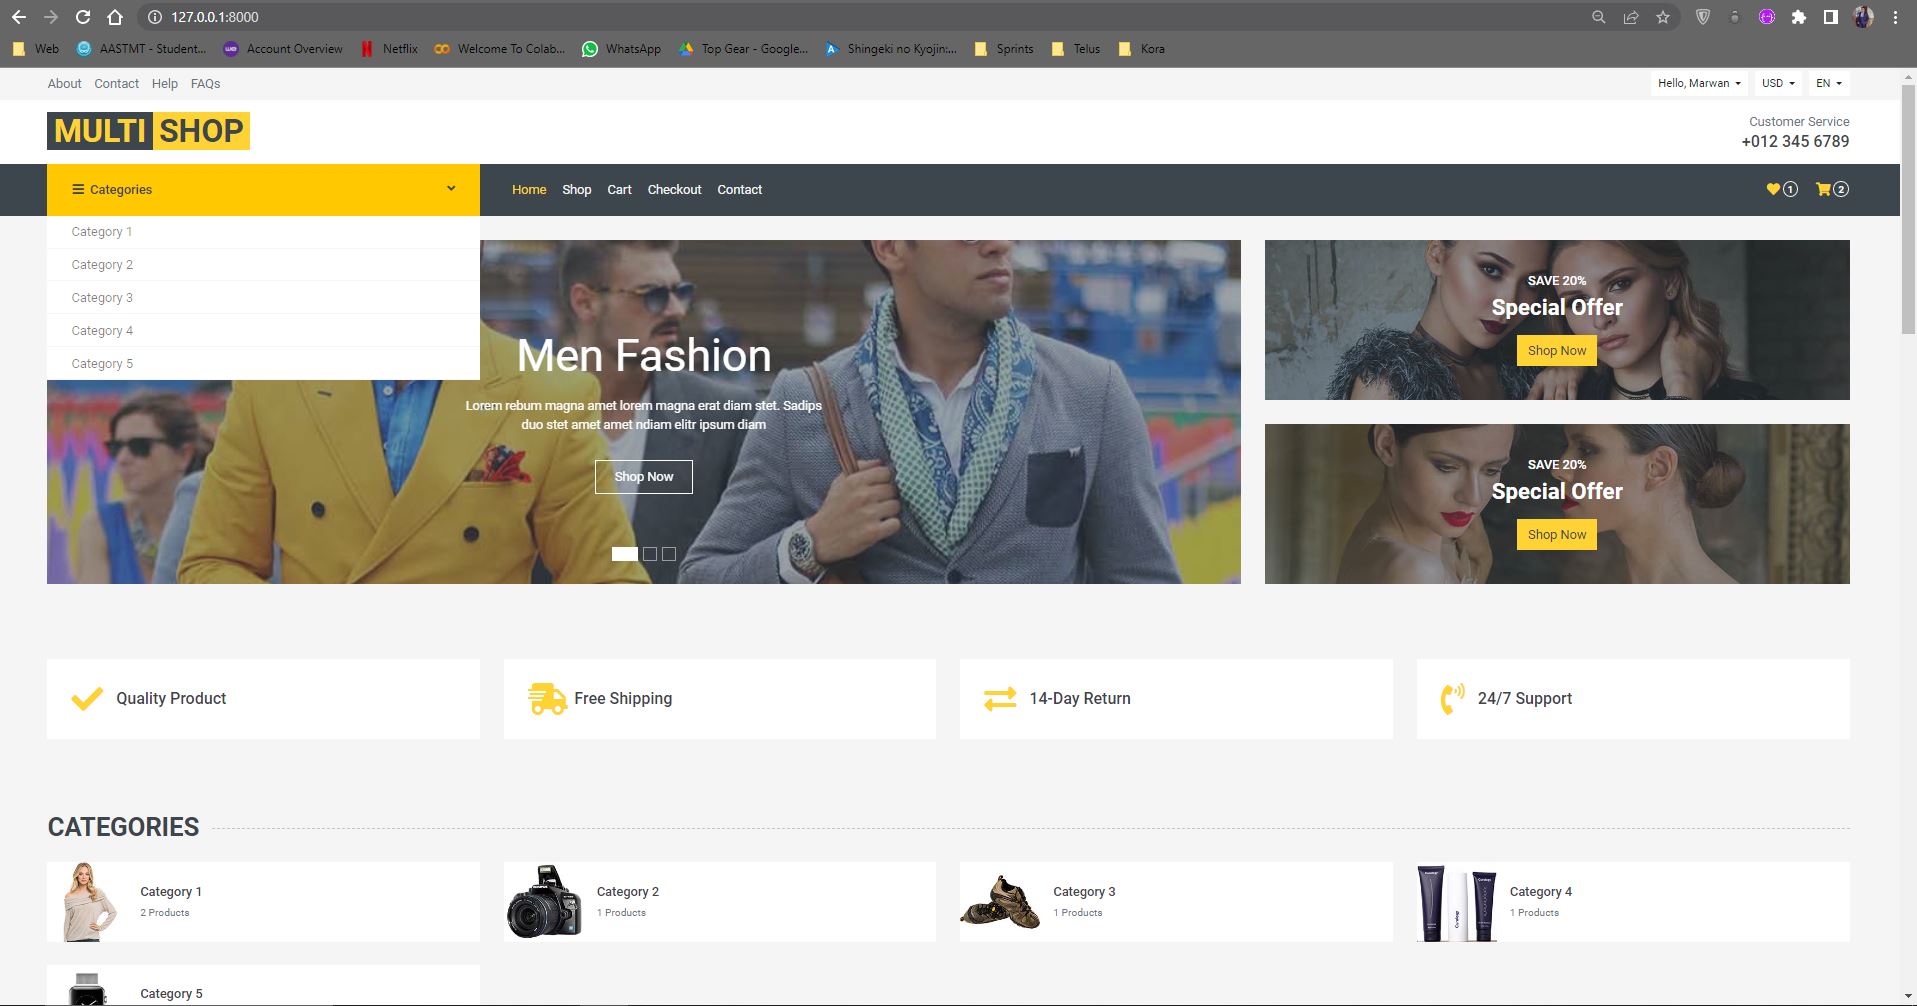 127.0.0.1:8000
Web AASTMT - Student... Account Overview Netflix Welcome To Colab... WhatsApp Top Gear - Google... Shingeki no Kyojin:... Sprints Telus Kora
About Contact Help FAQs Hello, Marwan USD EN
MULTI SHOP
Customer Service
+012 345 6789
Categories Home Shop Cart Checkout Contact 1 2
Category 1
Category 2
Category 3
Category 4
Category 5
Men Fashion
Lorem rebum magna amet lorem magna erat diam stet. Sadips
duo stet amet amet ndiam elitr ipsum diam
Shop Now
SAVE 20%
Special Offer
Shop Now
SAVE 20%
Special Offer
Shop Now
Quality Product Free Shipping 14-Day Return 24/7 Support
CATEGORIES
Category 1
2 Products
Category 2
1 Products
Category 3
1 Products
Category 4
1 Products
Category 5